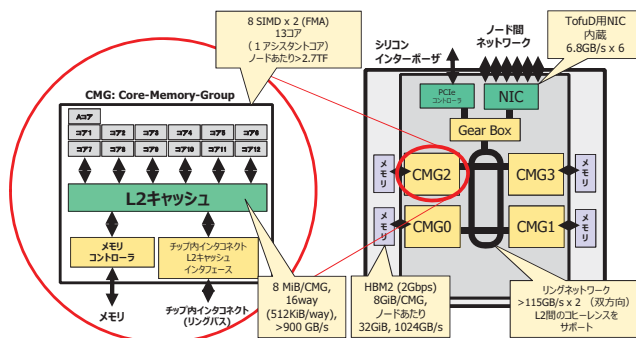 8 SIMD x 2 (FMA)
13コア
(1アシスタントコア)
ノードあたり>2.7TF
CMG: Core-Memory-Group
Aコア
コア1 コア2 コア3 コア4 コア5 コア6
コア7 コア8 コア9 コア10 コア11 コア12
L2キャッシュ
メモリ
コントローラ
チップ内インタコネクト
L2キャッシュ
インタフェース
メモリ
チップ内インタコネクト
(リングバス)
8 MiB/CMG,
16way
(512KiB/way),
>900 GB/s
シリコン
インターポーザ
ノード間
ネットワーク
TofuD用NIC
内蔵
6.8GB/s x 6
PCIe
コントローラ
NIC
Gear Box
メモリ
CMG2
CMG3
メモリ
メモリ
CMG0
CMG1
メモリ
HBM2 (2Gbps)
8GiB/CMG,
ノードあたり
32GiB, 1024GB/s
リングネットワーク
>115GB/s x 2 (双方向)
L2間のコヒーレンスを
サポート